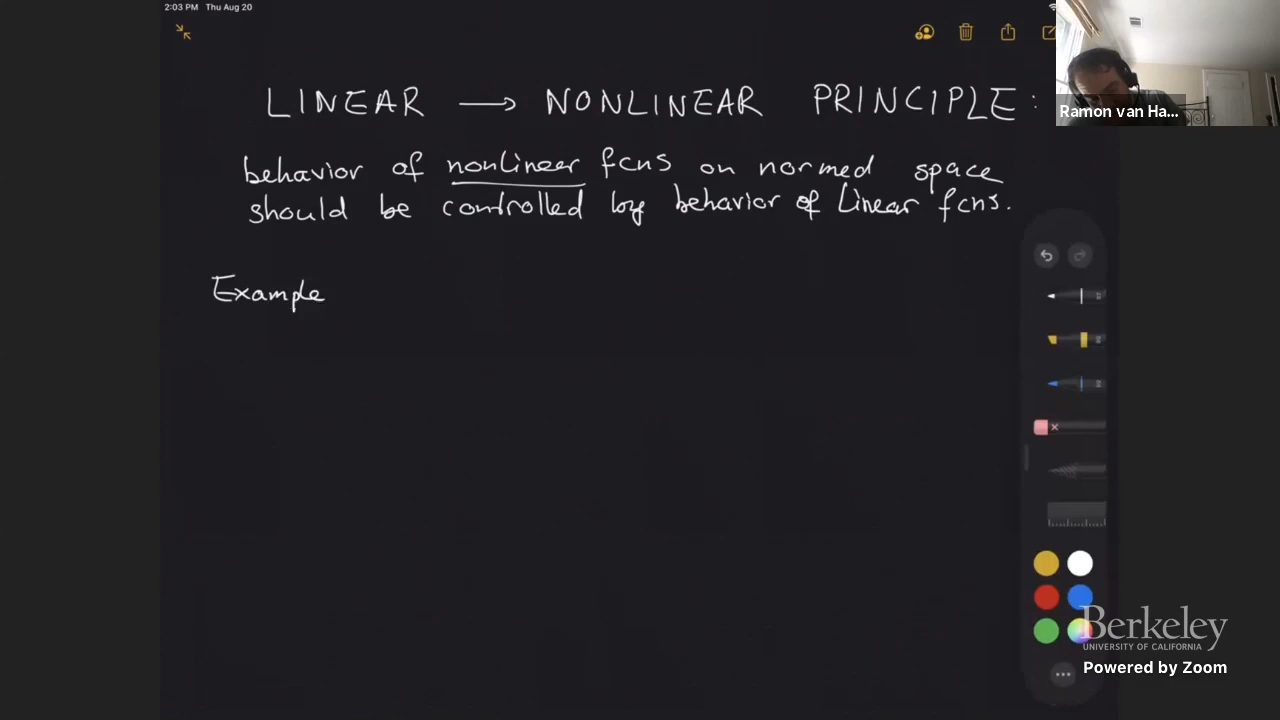 2:03 PM Thu Aug 20
LINEAR → NONLINEAR PRINCIPLE:
Ramon van Ha...
behavior of nonlinear fcns on normed space
should be controlled by behavior of linear fcns.
Example
Berkeley
UNIVERSITY OF CALIFORNIA
Powered by Zoom